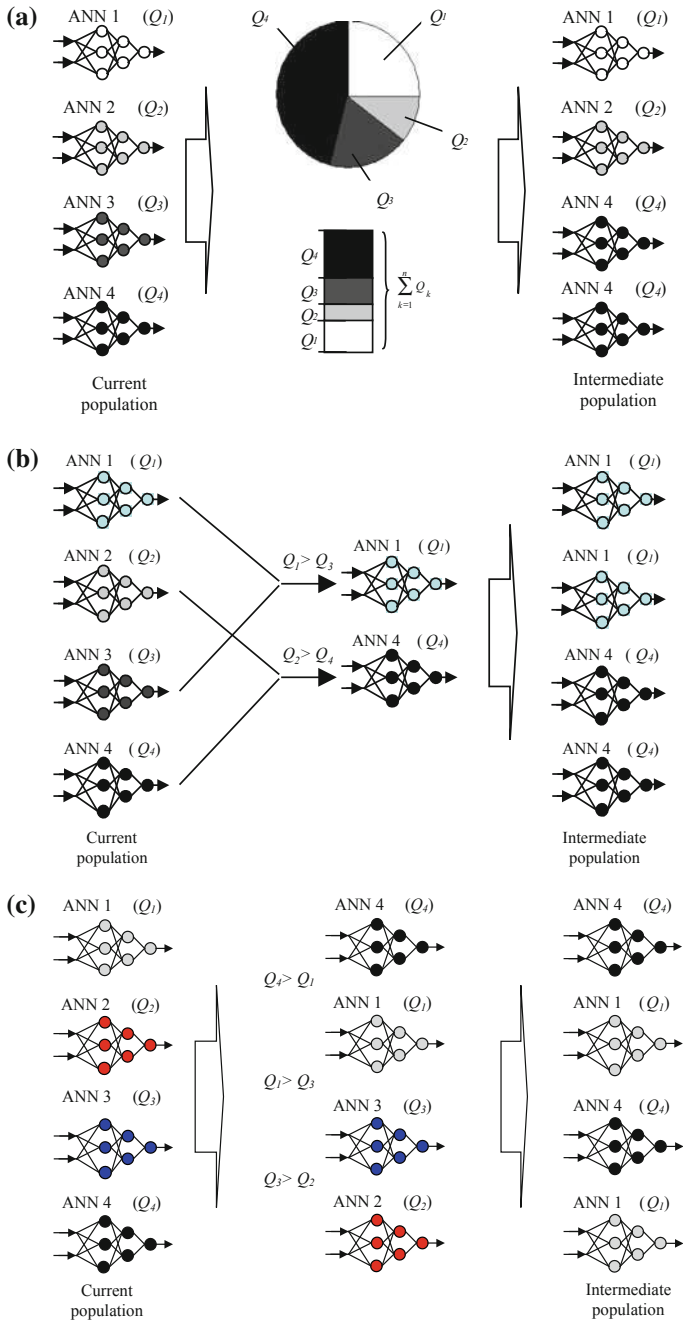 (a)
ANN 1 (Q1)
ANN 2 (Q2)
ANN 3 (Q3)
ANN 4 (Q4)
Current
population
Q4
Q1
Q2
Q3
Q4
Q3
Q2
Q1
n
∑ Qk
k=1
ANN 1 (Q1)
ANN 2 (Q2)
ANN 4 (Q4)
ANN 4 (Q4)
Intermediate
population
(b)
ANN 1 (Q1)
ANN 2 (Q2)
ANN 3 (Q3)
ANN 4 (Q4)
Current
population
Q1> Q3
ANN 1 (Q1)
Q2> Q4
ANN 4 (Q4)
ANN 1 (Q1)
ANN 1 (Q1)
ANN 4 (Q4)
ANN 4 (Q4)
Intermediate
population
(c)
ANN 1 (Q1)
ANN 2 (Q2)
ANN 3 (Q3)
ANN 4 (Q4)
Current
population
Q4> Q1
Q1> Q3
Q3> Q2
ANN 4 (Q4)
ANN 1 (Q1)
ANN 3 (Q3)
ANN 2 (Q2)
ANN 4 (Q4)
ANN 1 (Q1)
ANN 4 (Q4)
ANN 1 (Q1)
Intermediate
population